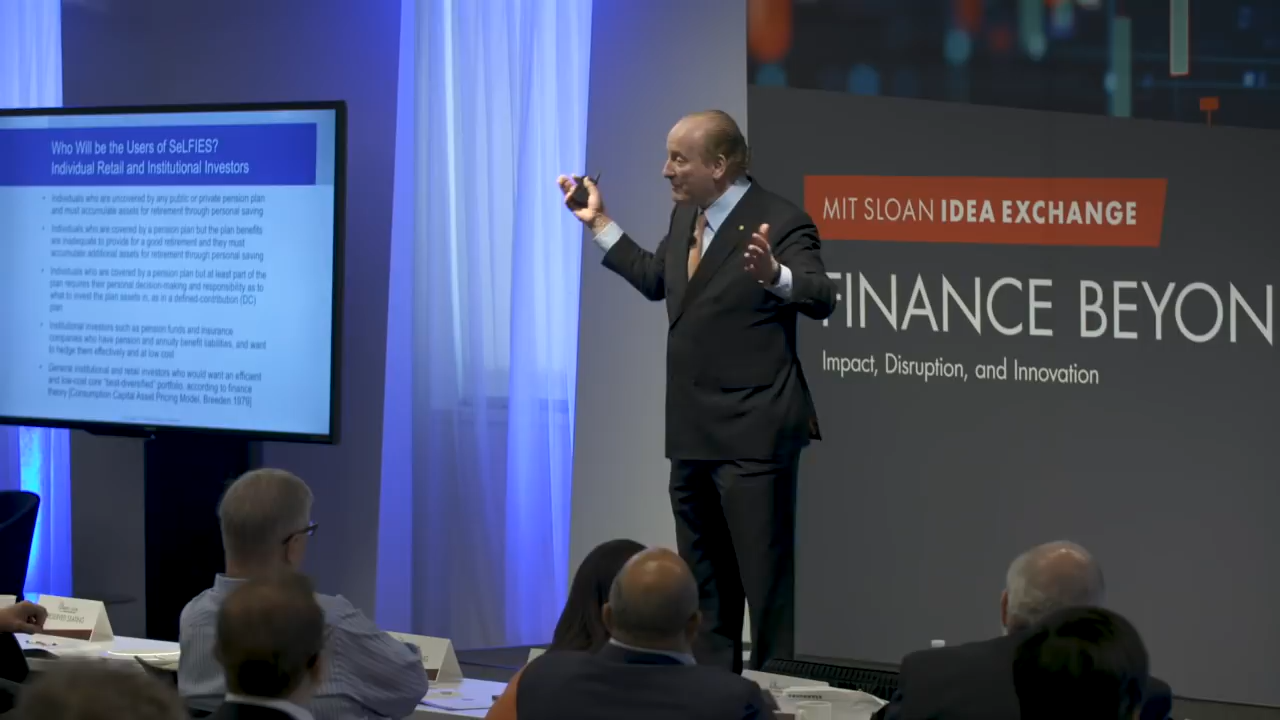 Who Will be the Users of SeLFIES?
Individual Retail and Institutional Investors
• Individuals who are uncovered by any public or private pension plan
and must accumulate assets for retirement through personal saving
• Individuals who are covered by a pension plan but the plan benefits
are inadequate to provide for a good retirement and they must
accumulate additional assets for retirement through personal saving
• Individuals who are covered by a pension plan but at least part of the
plan requires their personal decision-making and responsibility as to
what to invest the plan assets in, as in a defined-contribution (DC)
plan
• Institutional investors such as pension funds and insurance
companies who have pension and annuity benefit liabilities, and want
to hedge them effectively and at low cost
• General institutional and retail investors who would want an efficient
and low-cost core "best-diversified" portfolio, according to finance
theory [Consumption Capital Asset Pricing Model, Breeden 1979]
MIT SLOAN IDEA EXCHANGE
FINANCE BEYON
Impact, Disruption, and Innovation